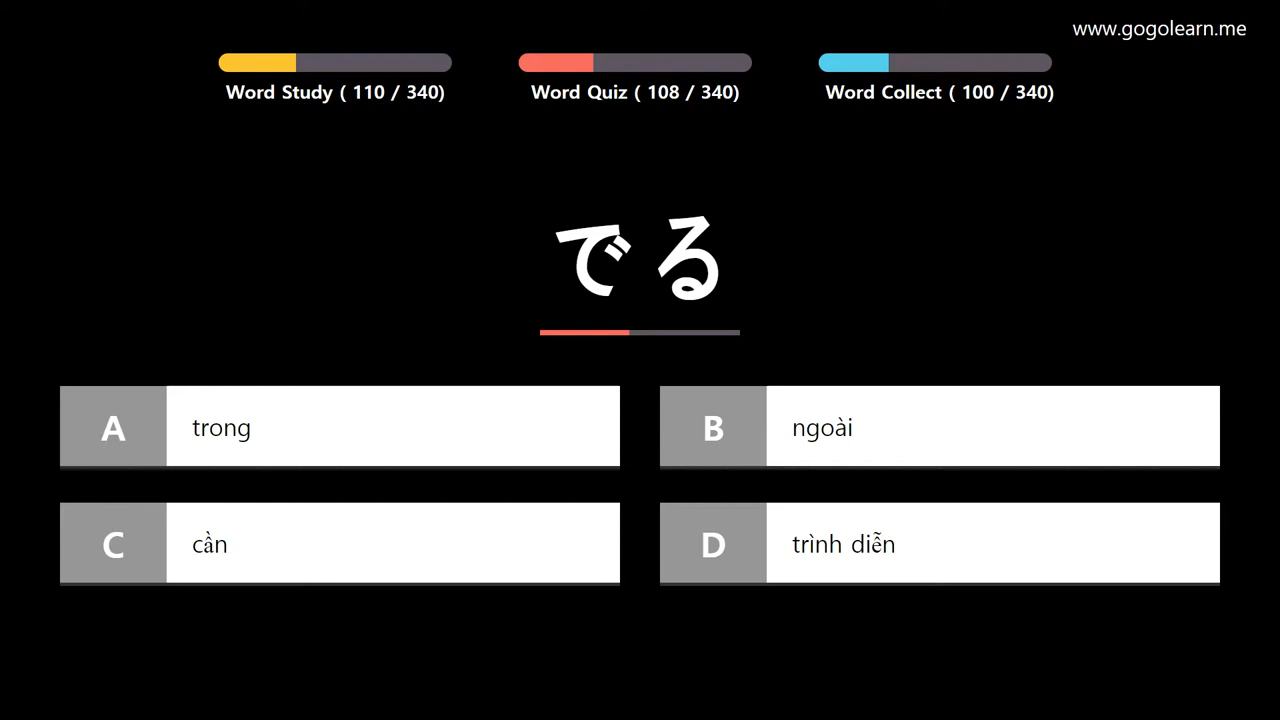 www.gogolearn.me
Word Study ( 110 / 340)
Word Quiz ( 108 / 340)
Word Collect ( 100 / 340)
でる
A trong
B ngoài
C cần
D trình diễn